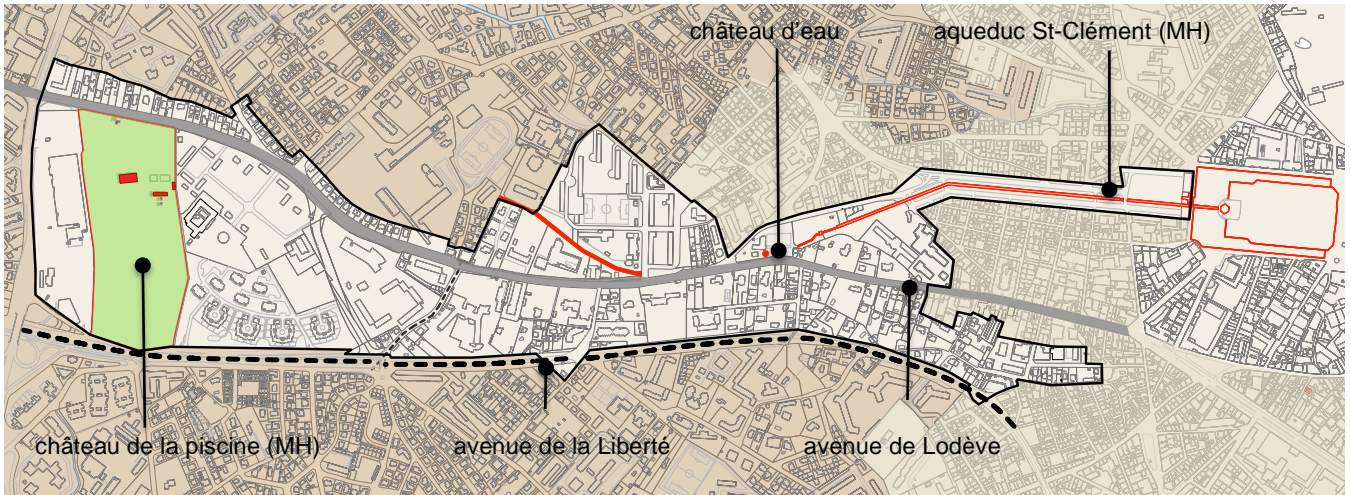 château d'eau
aqueduc St-Clément (MH)
château de la piscine (MH)
avenue de la Liberté
avenue de Lodève